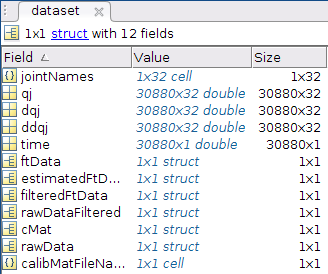 dataset
1x1 struct with 12 fields
Field Value Size
jointNames 1x32 cell 1x32
qj 30880x32 double 30880x32
dqj 30880x32 double 30880x32
ddqj 30880x32 double 30880x32
time 30880x1 double 30880x1
ftData 1x1 struct 1x1
estimatedFtD... 1x1 struct 1x1
filteredFtData 1x1 struct 1x1
rawDataFiltered 1x1 struct 1x1
cMat 1x1 struct 1x1
rawData 1x1 struct 1x1
calibMatFileNa... 1x1 cell 1x1